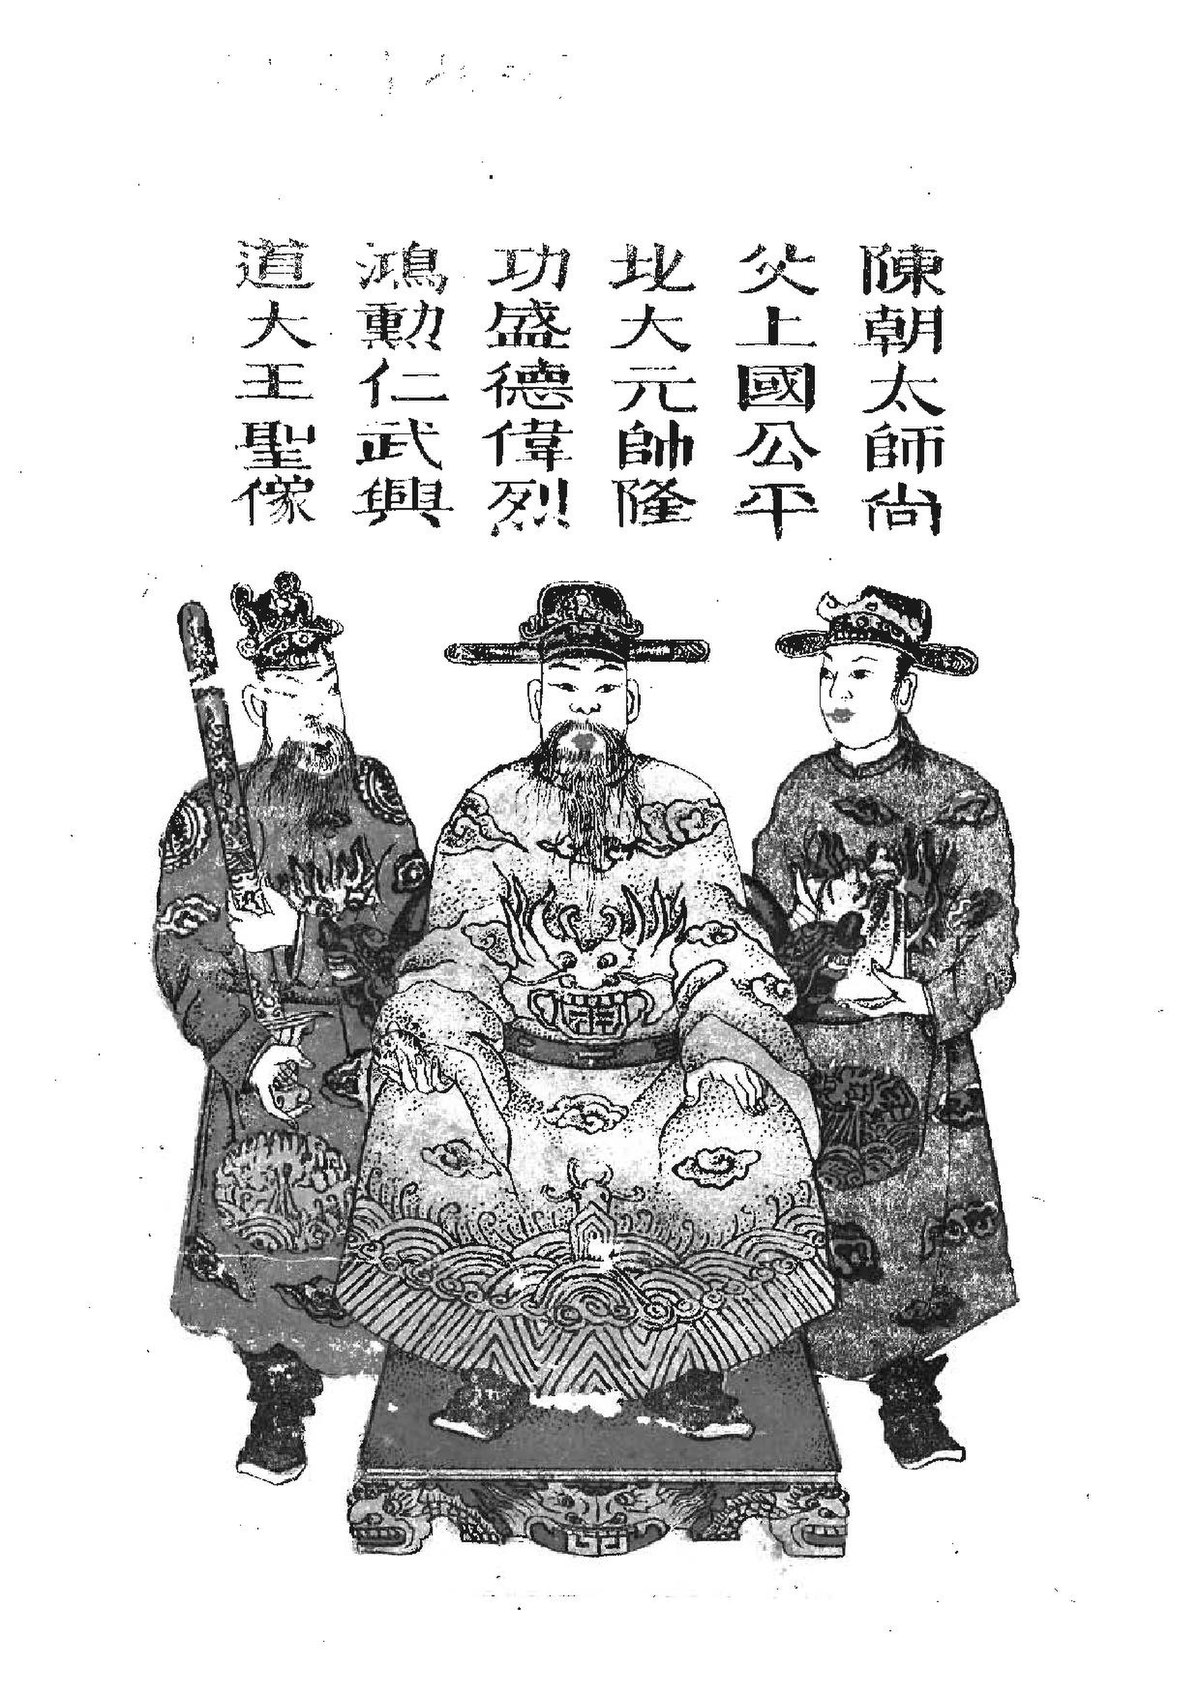 陳朝太師尚
父上國公平
北大元帥隆
功盛德偉烈
鴻勳仁武興
道大王聖像